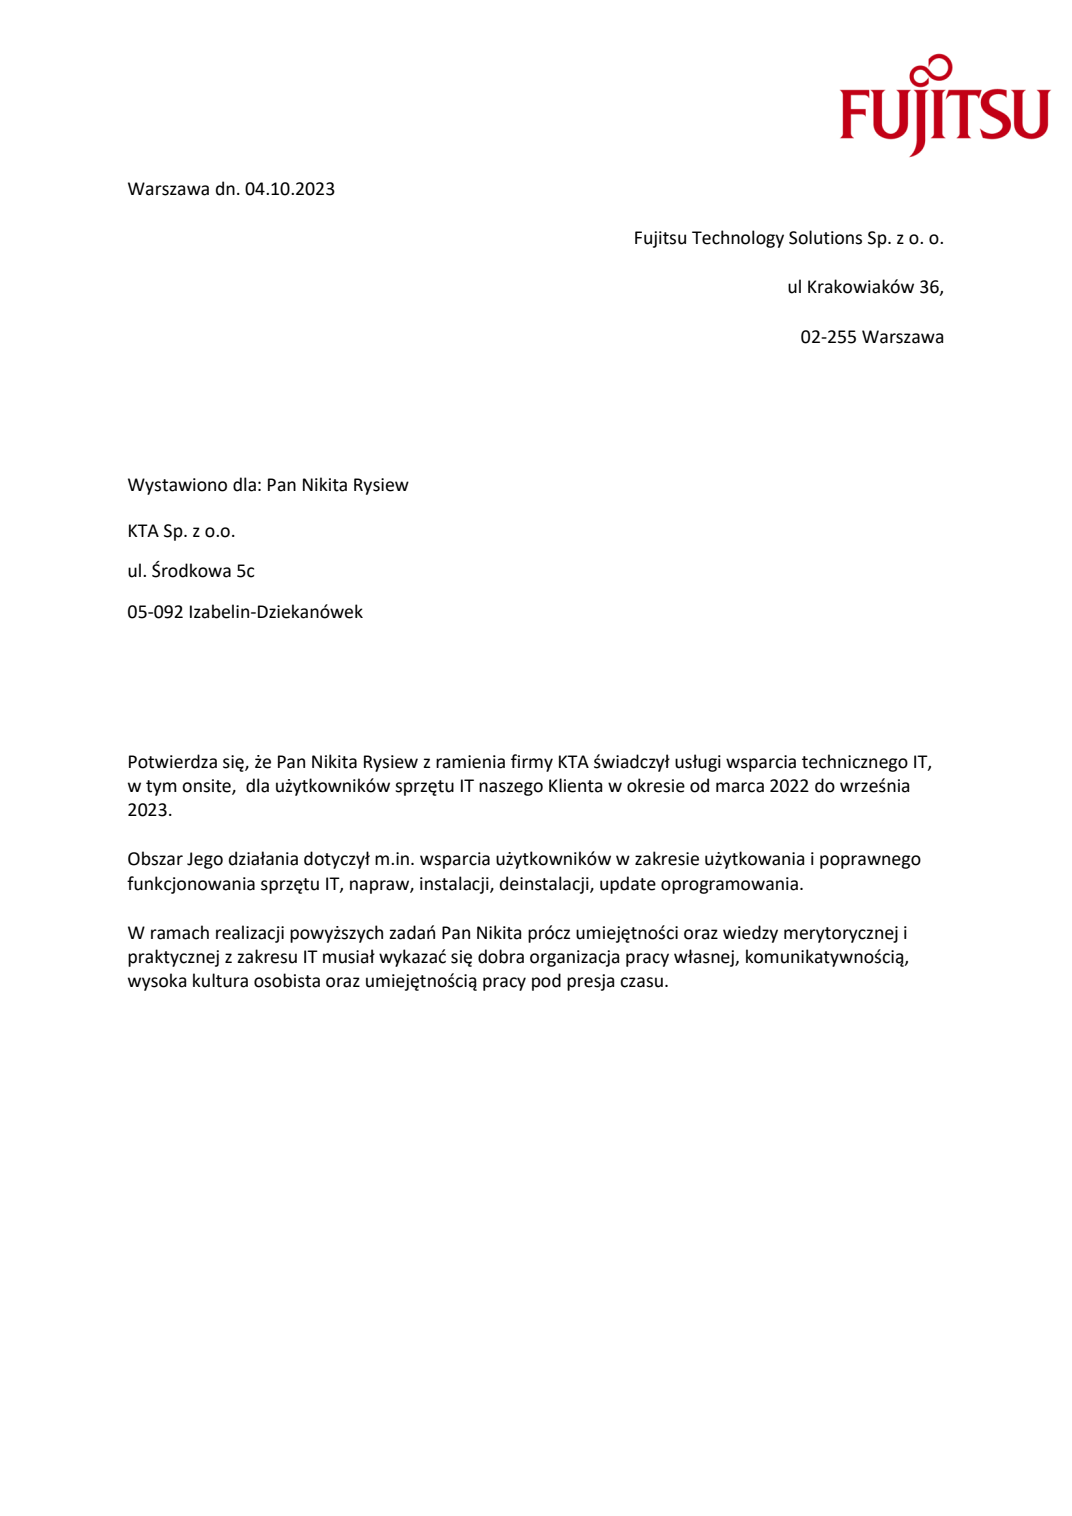 FUJITSU
Warszawa dn. 04.10.2023
Fujitsu Technology Solutions Sp. z o. o.
ul Krakowiaków 36,
02-255 Warszawa
Wystawiono dla: Pan Nikita Rysiew
KTA Sp. z o.o.
ul. Środkowa 5c
05-092 Izabelin-Dziekanówek
Potwierdza się, że Pan Nikita Rysiew z ramienia firmy KTA świadczył usługi wsparcia technicznego IT,
w tym onsite,  dla użytkowników sprzętu IT naszego Klienta w okresie od marca 2022 do września
2023.
Obszar Jego działania dotyczył m.in. wsparcia użytkowników w zakresie użytkowania i poprawnego
funkcjonowania sprzętu IT, napraw, instalacji, deinstalacji, update oprogramowania.
W ramach realizacji powyższych zadań Pan Nikita prócz umiejętności oraz wiedzy merytorycznej i
praktycznej z zakresu IT musiał wykazać się dobra organizacja pracy własnej, komunikatywnością,
wysoka kultura osobista oraz umiejętnością pracy pod presja czasu.